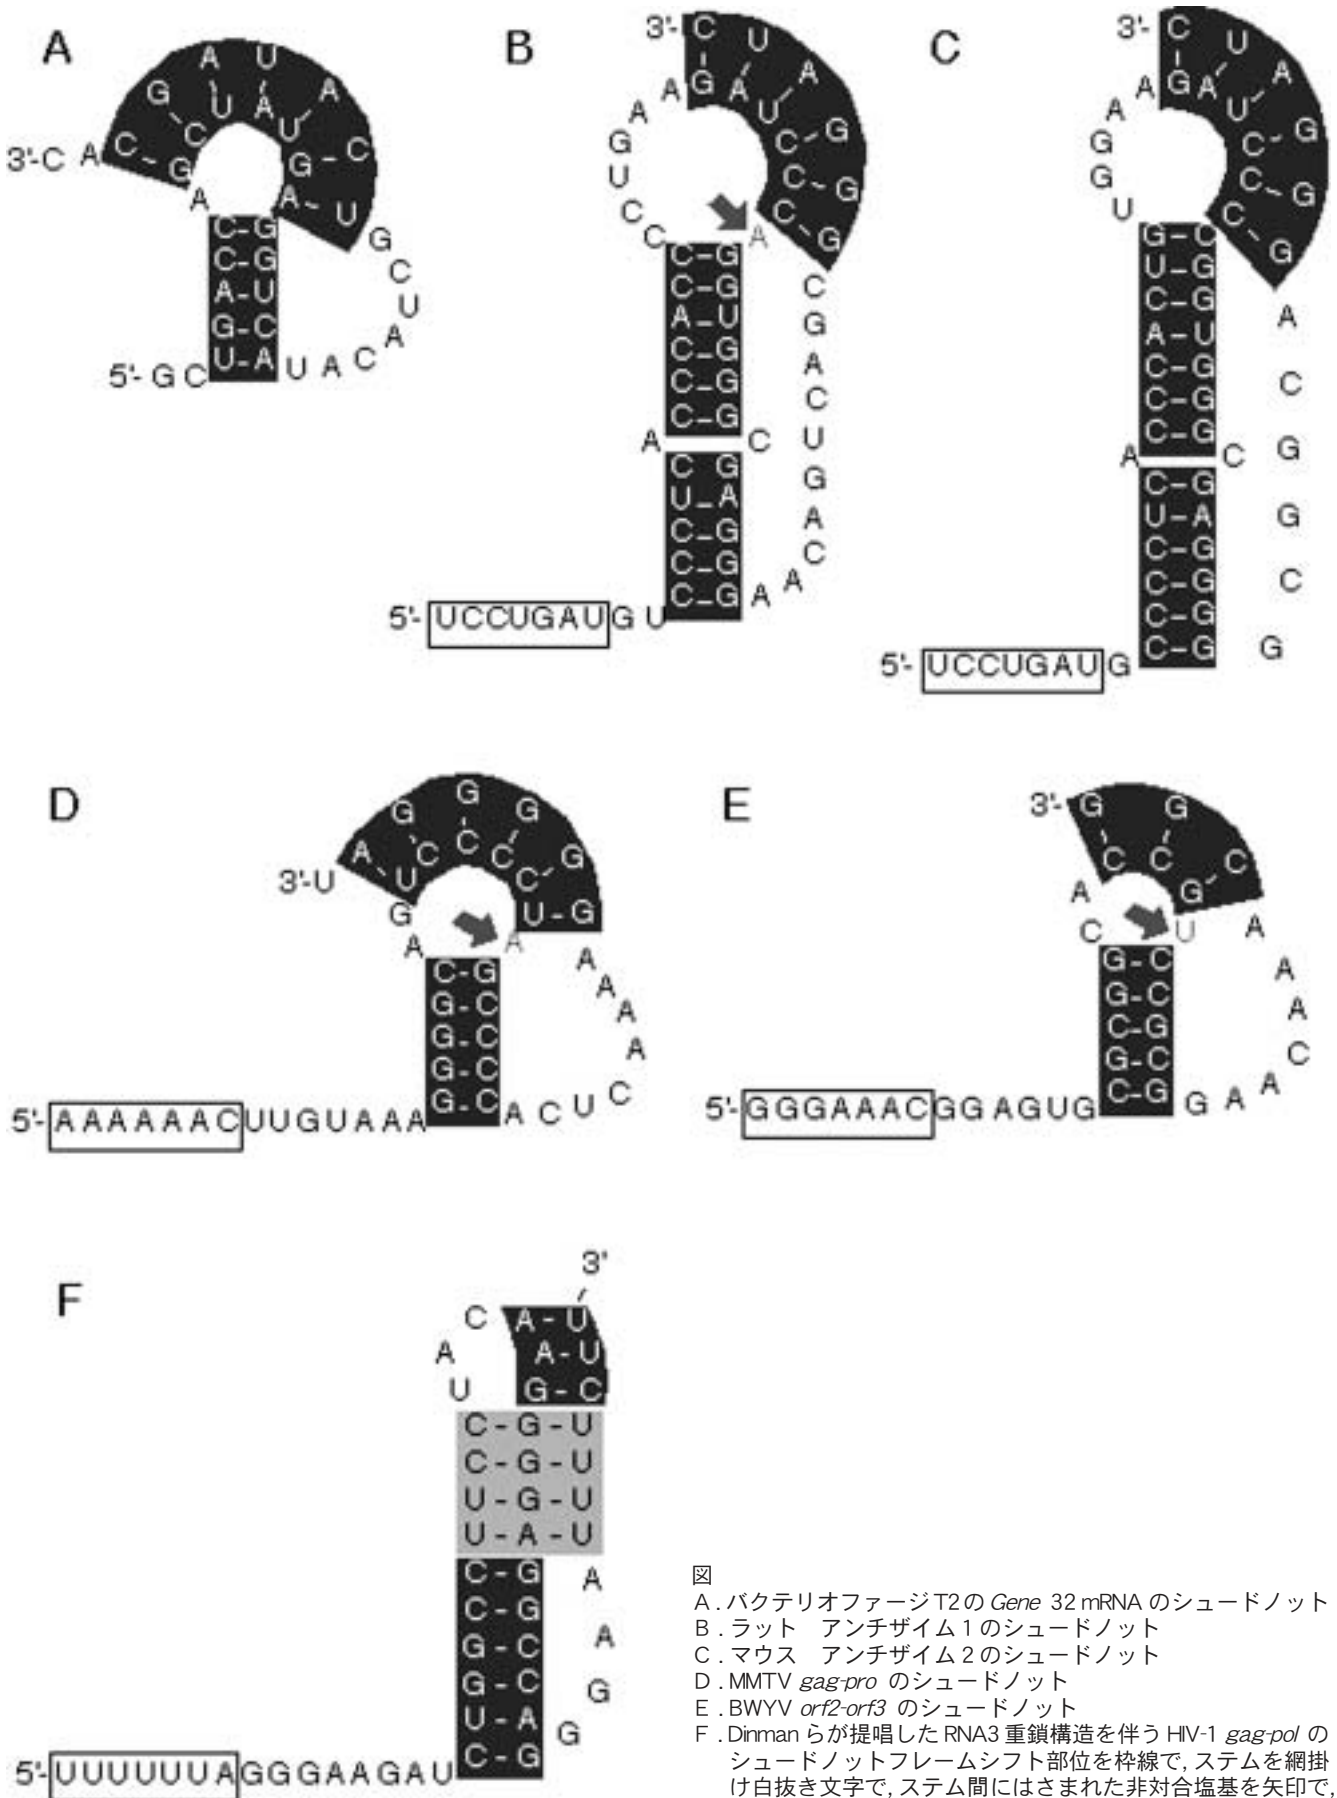 A
B
C
3'-C A C G A U A C U G C U A U A C A U
G C U A U G A
A
C-G
C-G
A-U
G-C
5'-GC U-A
3'-C U A G G G C G A C U G A C A A
G A U C C C A
A A G U C C
C-G
C-G
A-U
C-G
C-G
C-G
A C
C G
U-A
C-G
C-G
C-G
5'-UCCUGAUGU
3'-C U A G G G A C G G C G
G A U C C C
A A G G U
G-C
U-G
C-G
A-U
C-G
C-G
C-G
A C
C-G
U-A
C-G
C-G
C-G
C-G
5'-UCCUGAUG
D
E
3'-U A G G G G G A A A A C U C A
U C C C U A
G A
C-G
G-C
G-C
G-C
G-C
5'-AAAAAACUUGUAAA
3'-G G C A A A C A A G
C C G U
A C
G-C
G-C
C-G
G-C
C-G
5'-GGGAAACGGAGUG
F
3'
C A-U
A A-U
U G-C
C-G-U
C-G-U
U-G-U
U-A-U
C-G A
C-G A
G-C G
G-C G
U-A
C-G
5'-UUUUUUAGGGAAGAU
図
A．バクテリオファージT2の Gene 32 mRNA のシュードノット
B．ラット　アンチザイム1のシュードノット
C．マウス　アンチザイム2のシュードノット
D．MMTV gag-pro のシュードノット
E．BWYV orf2-orf3 のシュードノット
F．Dinmanらが提唱したRNA3重鎖構造を伴うHIV-1 gag-pol の
シュードノットフレームシフト部位を枠線で, ステムを網掛
け白抜き文字で, ステム間にはさまれた非対合塩基を矢印で,